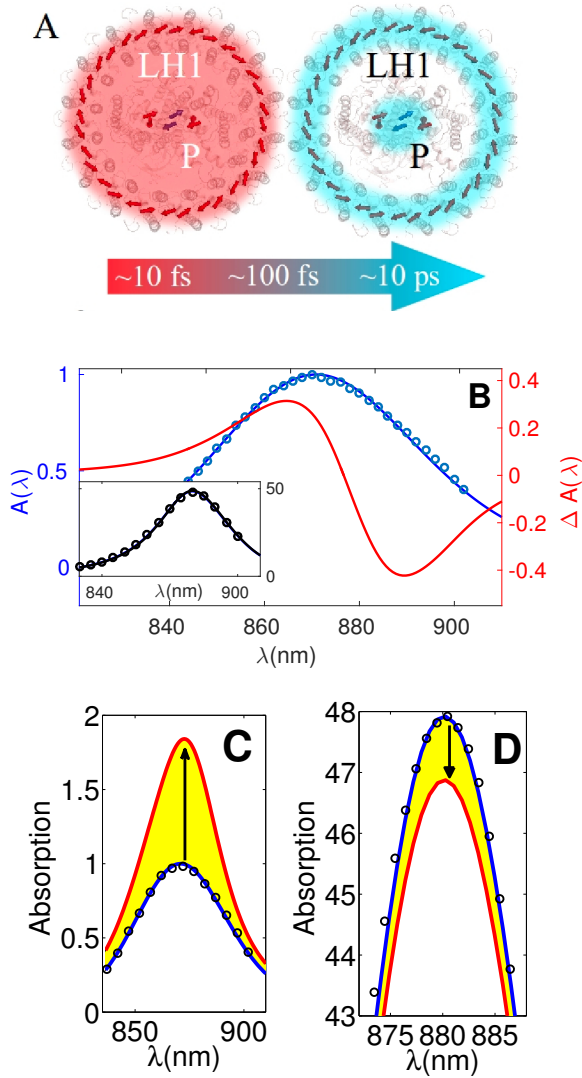 A
LH1
P
LH1
P
~10 fs ~100 fs ~10 ps
B
1
0.5
0
A(λ)
0.4
0.2
0
-0.2
-0.4
Δ A(λ)
50
0
840 λ(nm) 900
840 860 880 900
λ(nm)
C
2
1.5
1
0.5
0
Absorption
850 900
λ(nm)
D
48
47
46
45
44
43
Absorption
875 880 885
λ(nm)